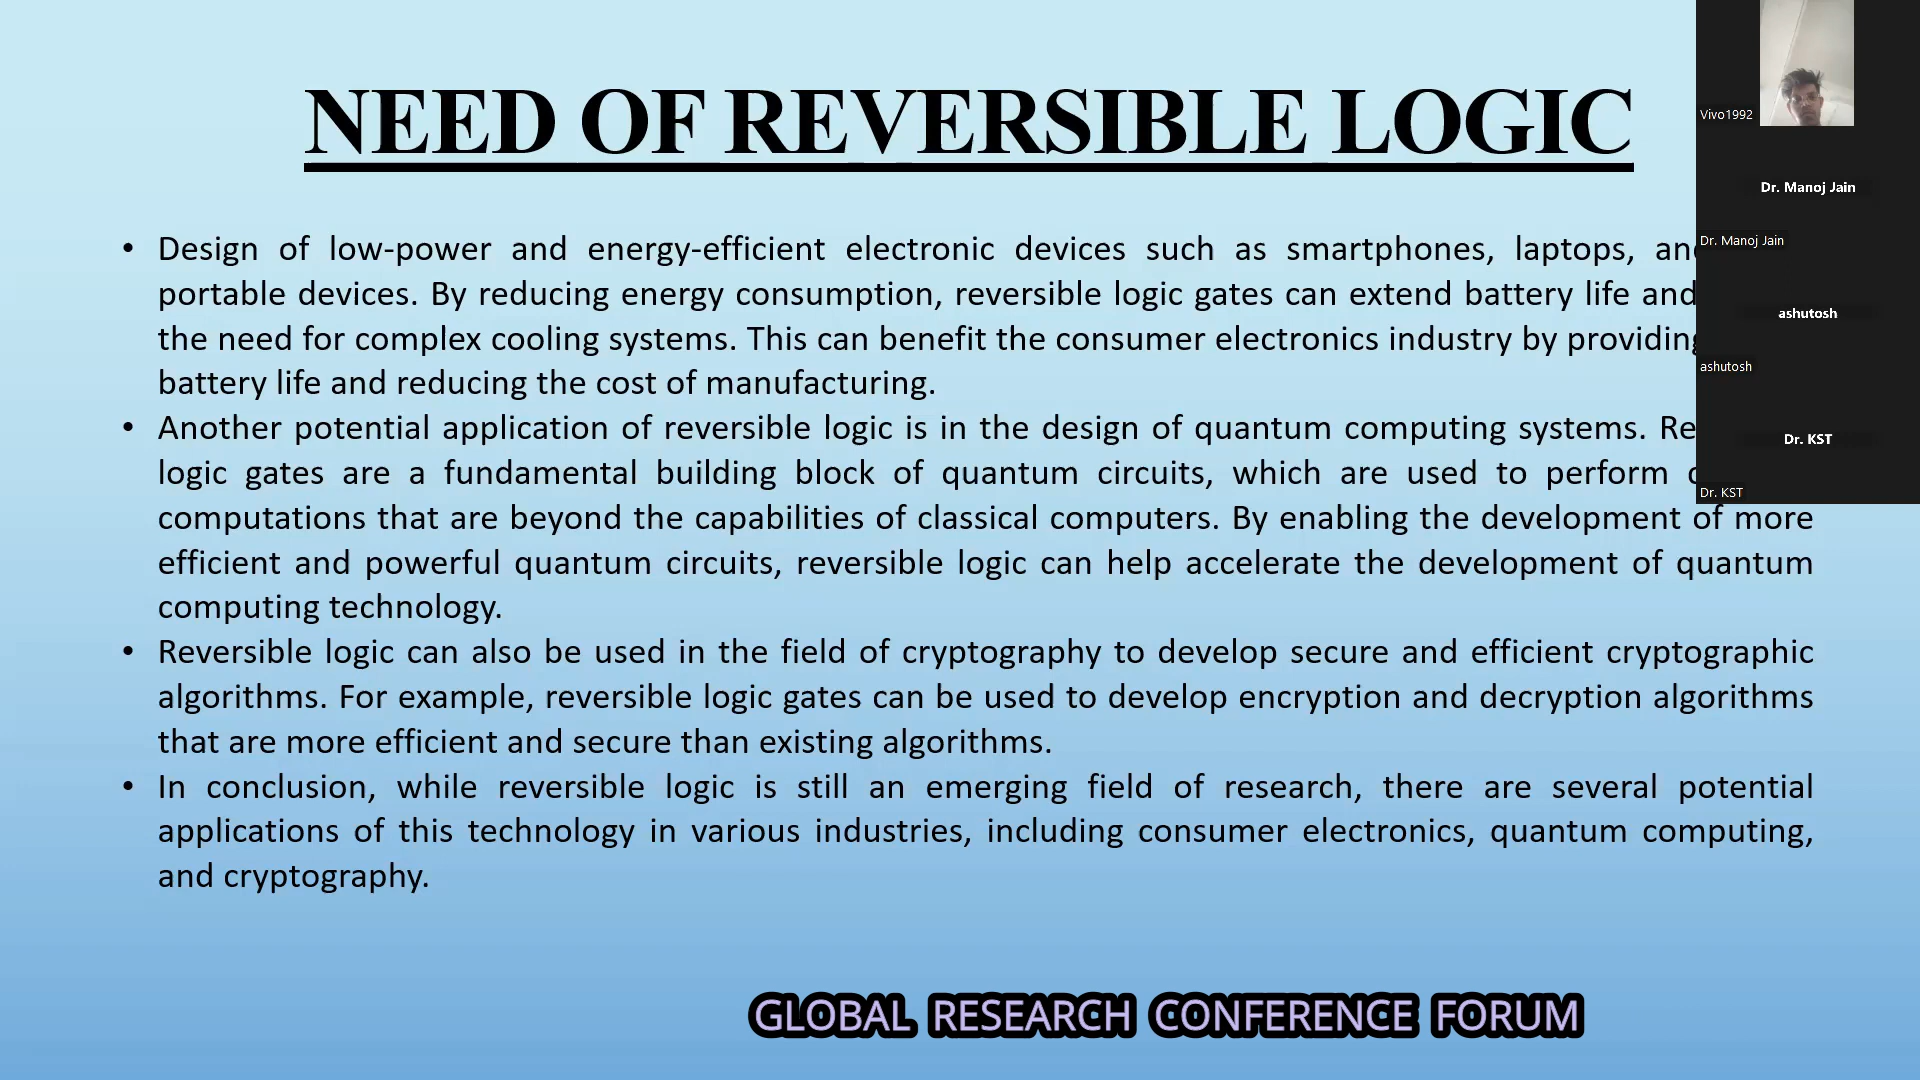 NEED OF REVERSIBLE LOGIC
• Design of low-power and energy-efficient electronic devices such as smartphones, laptops,
portable devices. By reducing energy consumption, reversible logic gates can extend battery life and
the need for complex cooling systems. This can benefit the consumer electronics industry by providing
battery life and reducing the cost of manufacturing.
• Another potential application of reversible logic is in the design of quantum computing systems.
logic gates are a fundamental building block of quantum circuits, which are used to perform
computations that are beyond the capabilities of classical computers. By enabling the development of more
efficient and powerful quantum circuits, reversible logic can help accelerate the development of quantum
computing technology.
• Reversible logic can also be used in the field of cryptography to develop secure and efficient cryptographic
algorithms. For example, reversible logic gates can be used to develop encryption and decryption algorithms
that are more efficient and secure than existing algorithms.
• In conclusion, while reversible logic is still an emerging field of research, there are several potential
applications of this technology in various industries, including consumer electronics, quantum computing,
and cryptography.
GLOBAL RESEARCH CONFERENCE FORUM
Vivo1992
Dr. Manoj Jain
Dr. Manoj Jain
ashutosh
ashutosh
Dr. KST
Dr. KST